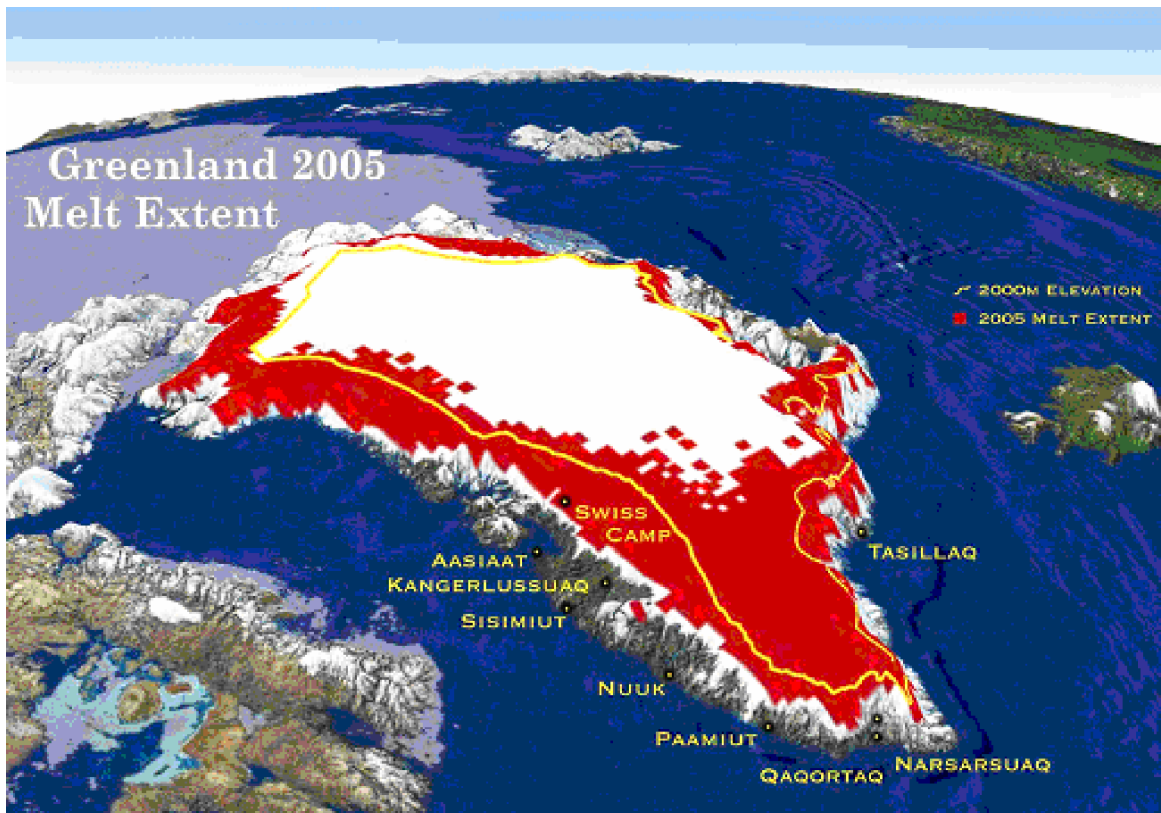 Greenland 2005
Melt Extent
2000m Elevation
2005 Melt Extent
Swiss
Camp
Aasiaat
Tasillaq
Kangerlussuaq
Sisimiut
Nuuk
Paamiut
Narsarsuaq
Qaqortaq